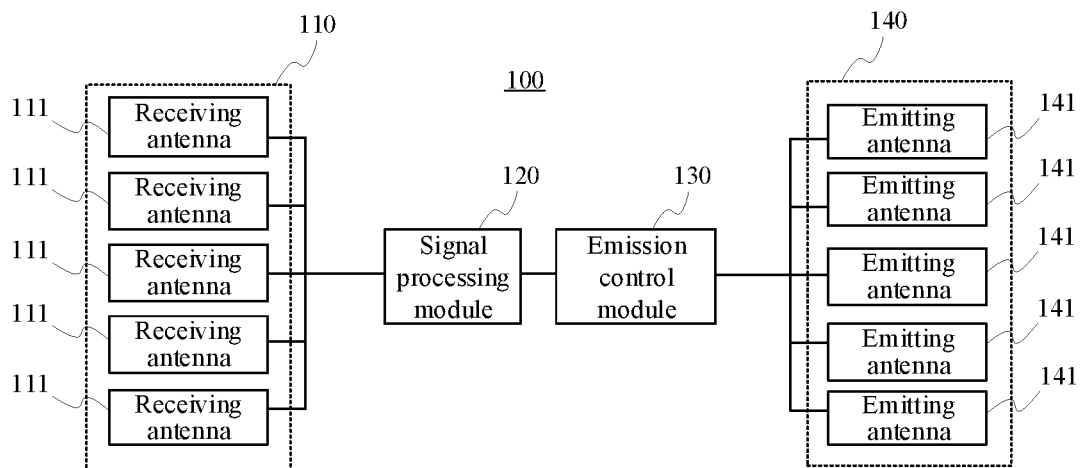 110
140
100
111
Receiving
antenna
111
Receiving
antenna
111
Receiving
antenna
111
Receiving
antenna
111
Receiving
antenna
120
Signal
processing
module
130
Emission
control
module
141
Emitting
antenna
141
Emitting
antenna
141
Emitting
antenna
141
Emitting
antenna
141
Emitting
antenna